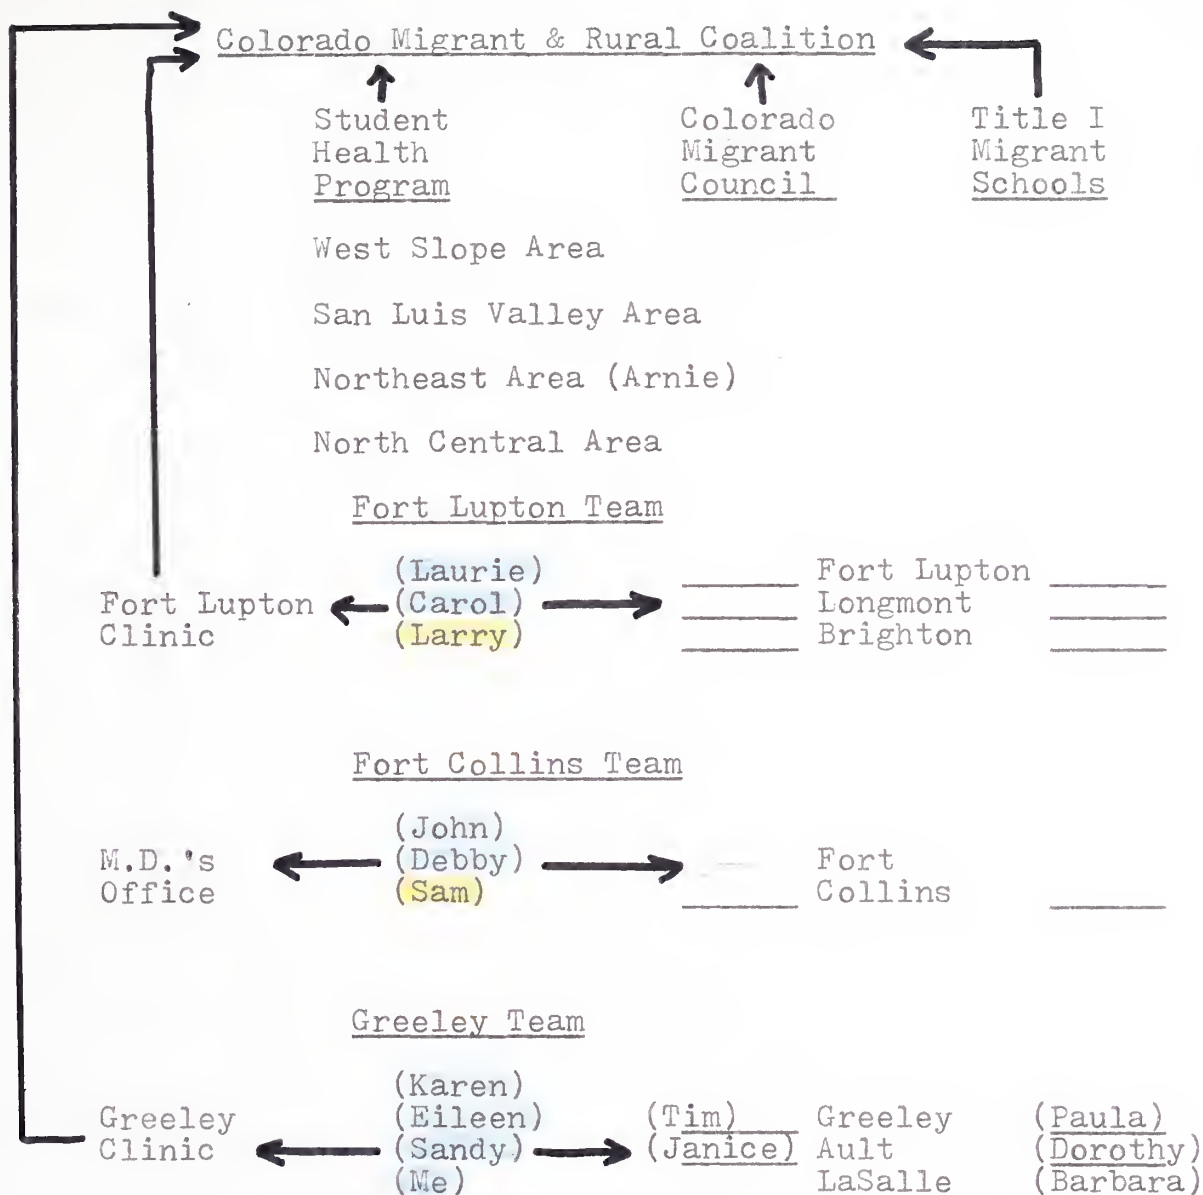 Colorado Migrant & Rural Coalition
Student Colorado Title I
Health Migrant Migrant
Program Council Schools
West Slope Area
San Luis Valley Area
Northeast Area (Arnie)
North Central Area
Fort Lupton Team
(Laurie) Fort Lupton
Fort Lupton (Carol) Longmont
Clinic (Larry) Brighton
Fort Collins Team
(John)
M.D.'s (Debby) Fort
Office (Sam) Collins
Greeley Team
(Karen)
Greeley (Eileen) (Tim) Greeley (Paula)
Clinic (Sandy) (Janice) Ault (Dorothy)
(Me) LaSalle (Barbara)